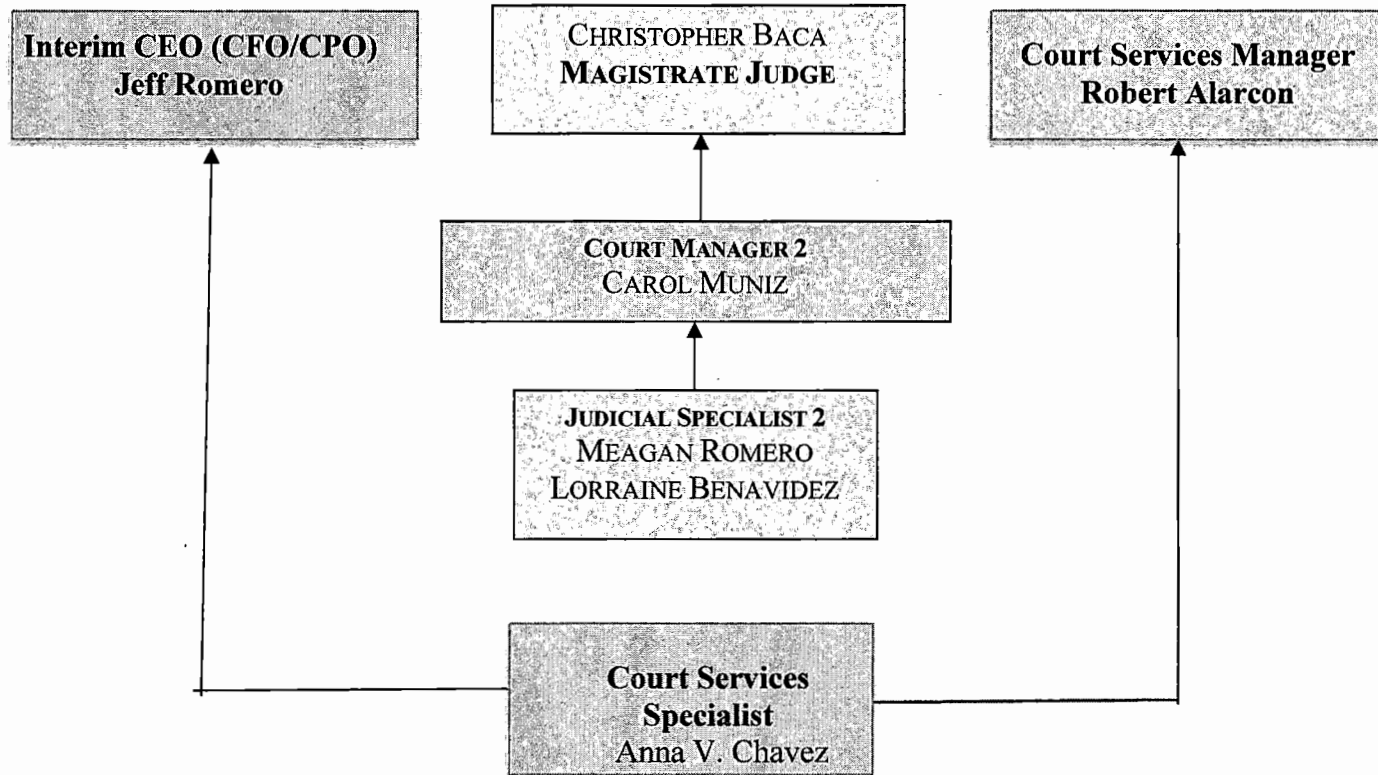 Interim CEO (CFO/CPO)
Jeff Romero
CHRISTOPHER BACA
MAGISTRATE JUDGE
Court Services Manager
Robert Alarcon
COURT MANAGER 2
CAROL MUNIZ
JUDICIAL SPECIALIST 2
MEAGAN ROMERO
LORRAINE BENAVIDEZ
Court Services
Specialist
Anna V. Chavez